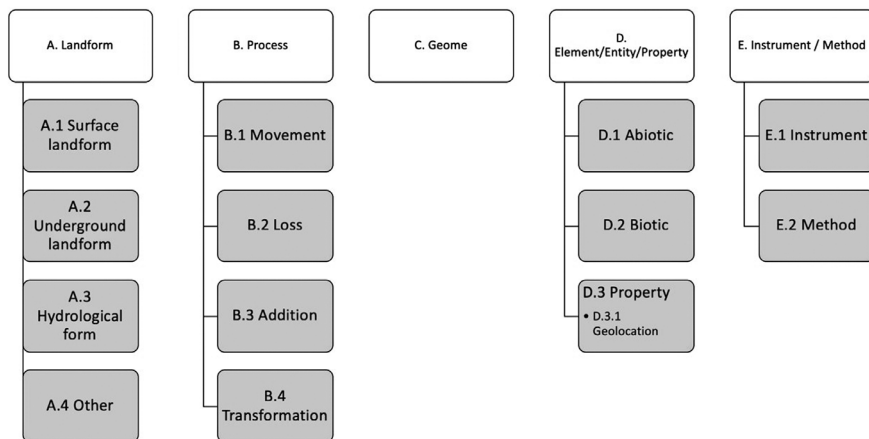 A. Landform
A.1 Surface
landform
A.2
Underground
landform
A.3
Hydrological
form
A.4 Other
B. Process
B.1 Movement
B.2 Loss
B.3 Addition
B.4
Transformation
C. Geome
D.
Element/Entity/Property
D.1 Abiotic
D.2 Biotic
D.3 Property
• D.3.1
Geolocation
E. Instrument / Method
E.1 Instrument
E.2 Method